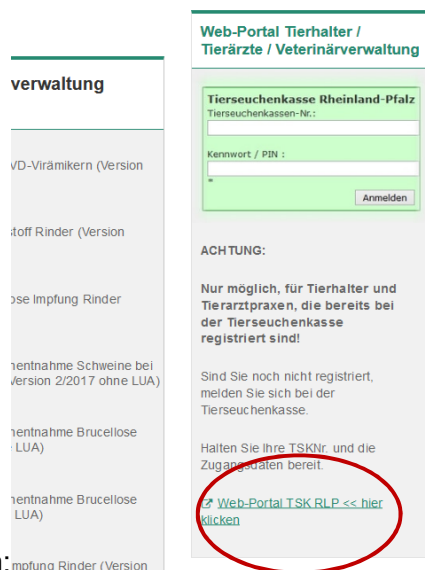 verwaltung
VD-Virämikern (Version
stoff Rinder (Version
ose Impfung Rinder
nentnahme Schweine bei
Version 2/2017 ohne LUA)
nentnahme Brucellose
LUA)
nentnahme Brucellose
LUA)
mpfung Rinder (Version
Web-Portal Tierhalter /
Tierärzte / Veterinärverwaltung
Tierseuchenkasse Rheinland-Pfalz
Tierseuchenkassen-Nr.:
Kennwort / PIN :
*
Anmelden
ACHTUNG:
Nur möglich, für Tierhalter und
Tierarztpraxen, die bereits bei
der Tierseuchenkasse
registriert sind!
Sind Sie noch nicht registriert,
melden Sie sich bei der
Tierseuchenkasse.
Halten Sie Ihre TSKNr. und die
Zugangsdaten bereit.
Web-Portal TSK RLP << hier
klicken